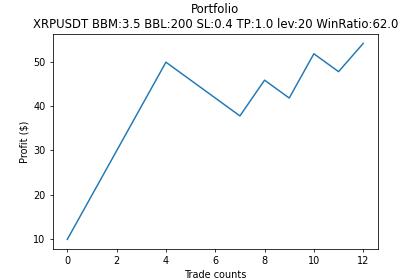 Portfolio
XRPUSDT BBM:3.5 BBL:200 SL:0.4 TP:1.0 lev:20 WinRatio:62.0
50
40
30
20
10
Profit ($)
0 2 4 6 8 10 12
Trade counts